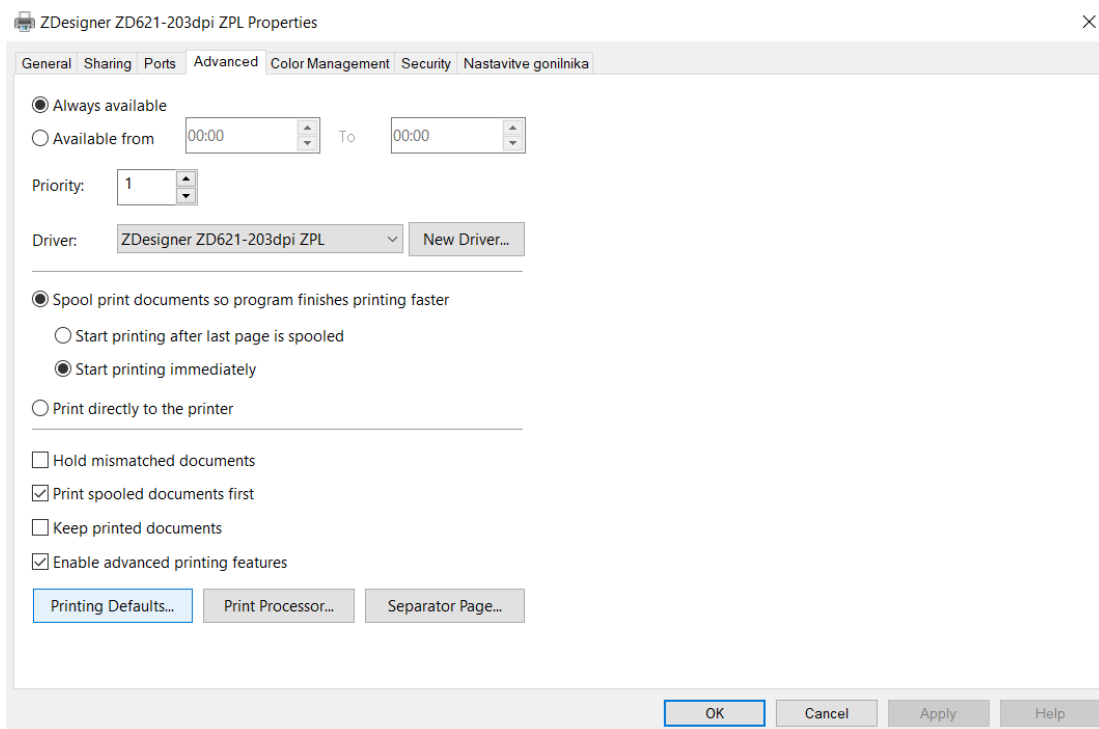 ZDesigner ZD621-203dpi ZPL Properties
General Sharing Ports Advanced Color Management Security Nastavitve gonilnika
Always available
Available from 00:00 To 00:00
Priority: 1
Driver: ZDesigner ZD621-203dpi ZPL New Driver...
Spool print documents so program finishes printing faster
Start printing after last page is spooled
Start printing immediately
Print directly to the printer
Hold mismatched documents
Print spooled documents first
Keep printed documents
Enable advanced printing features
Printing Defaults... Print Processor... Separator Page...
OK Cancel Apply Help